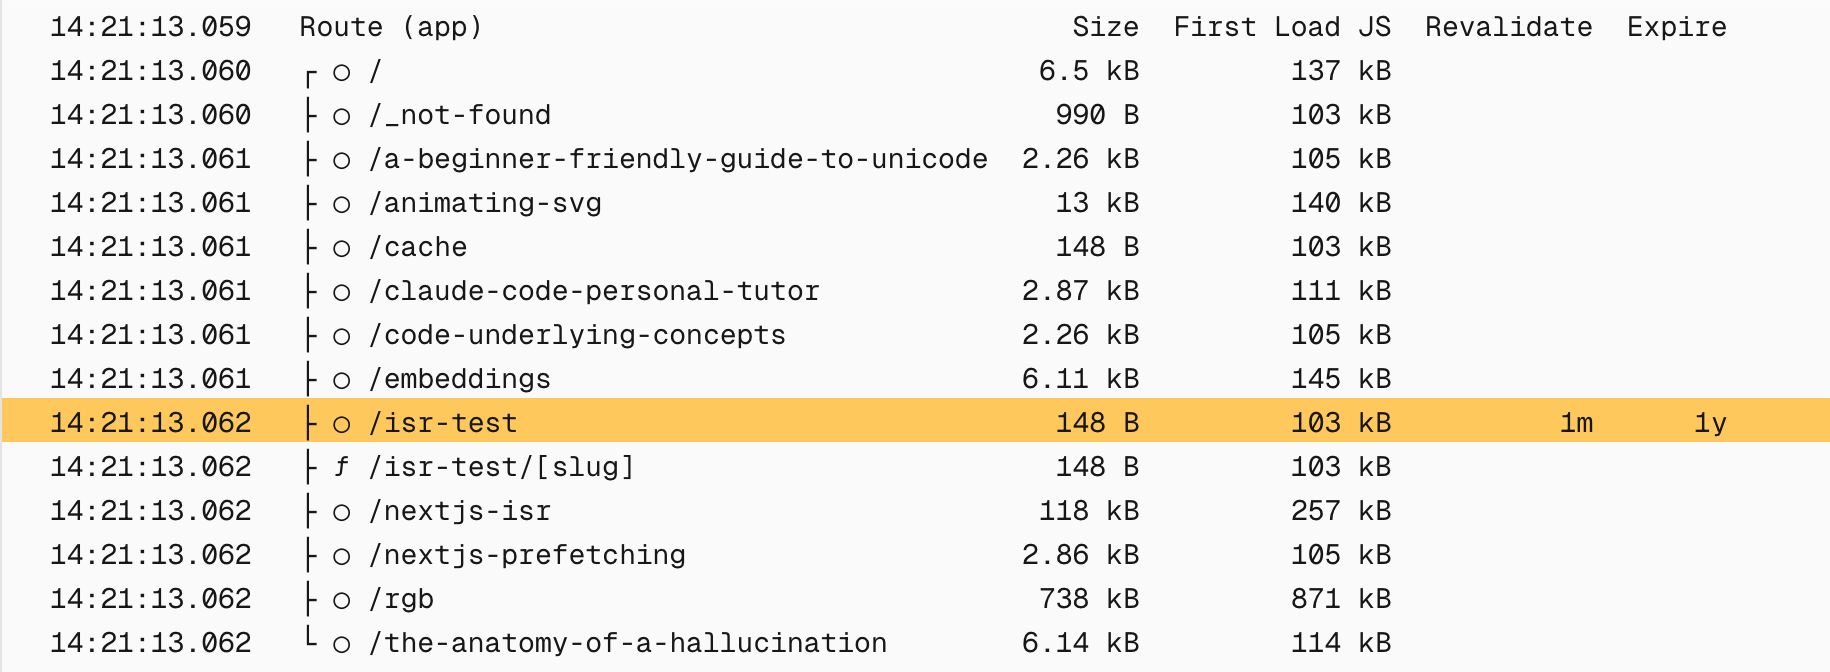 14:21:13.059 Route (app) Size First Load JS Revalidate Expire
14:21:13.060 ┌ ○ / 6.5 kB 137 kB
14:21:13.060 ├ ○ /_not-found 990 B 103 kB
14:21:13.061 ├ ○ /a-beginner-friendly-guide-to-unicode 2.26 kB 105 kB
14:21:13.061 ├ ○ /animating-svg 13 kB 140 kB
14:21:13.061 ├ ○ /cache 148 B 103 kB
14:21:13.061 ├ ○ /claude-code-personal-tutor 2.87 kB 111 kB
14:21:13.061 ├ ○ /code-underlying-concepts 2.26 kB 105 kB
14:21:13.061 ├ ○ /embeddings 6.11 kB 145 kB
14:21:13.062 ├ ○ /isr-test 148 B 103 kB 1m 1y
14:21:13.062 ├ ƒ /isr-test/[slug] 148 B 103 kB
14:21:13.062 ├ ○ /nextjs-isr 118 kB 257 kB
14:21:13.062 ├ ○ /nextjs-prefetching 2.86 kB 105 kB
14:21:13.062 ├ ○ /rgb 738 kB 871 kB
14:21:13.062 └ ○ /the-anatomy-of-a-hallucination 6.14 kB 114 kB